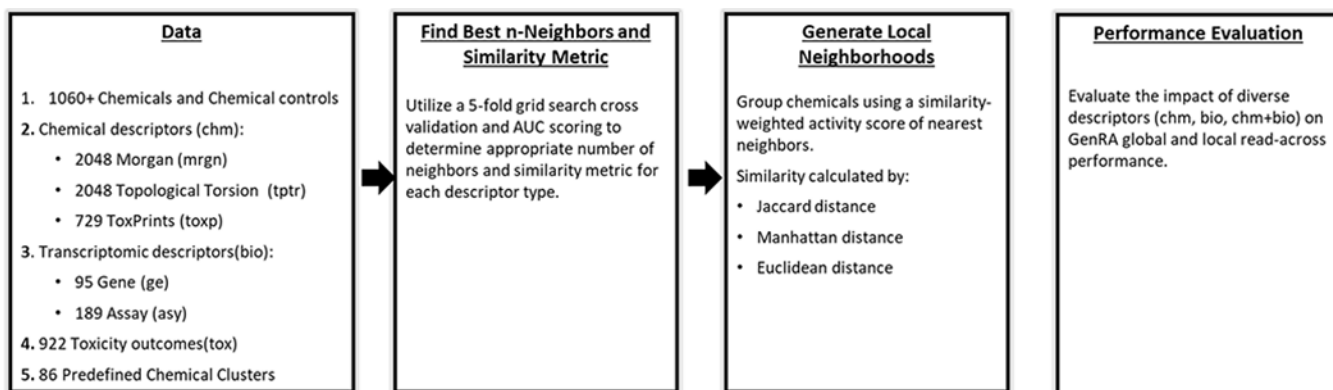 Data
1. 1060+ Chemicals and Chemical controls
2. Chemical descriptors (chm):
• 2048 Morgan (mrgn)
• 2048 Topological Torsion (tptr)
• 729 ToxPrints (toxp)
3. Transcriptomic descriptors(bio):
• 95 Gene (ge)
• 189 Assay (asy)
4. 922 Toxicity outcomes(tox)
5. 86 Predefined Chemical Clusters
Find Best n-Neighbors and
Similarity Metric
Utilize a 5-fold grid search cross
validation and AUC scoring to
determine appropriate number of
neighbors and similarity metric for
each descriptor type.
Generate Local
Neighborhoods
Group chemicals using a similarity-
weighted activity score of nearest
neighbors.
Similarity calculated by:
• Jaccard distance
• Manhattan distance
• Euclidean distance
Performance Evaluation
Evaluate the impact of diverse
descriptors (chm, bio, chm+bio) on
GenRA global and local read-across
performance.